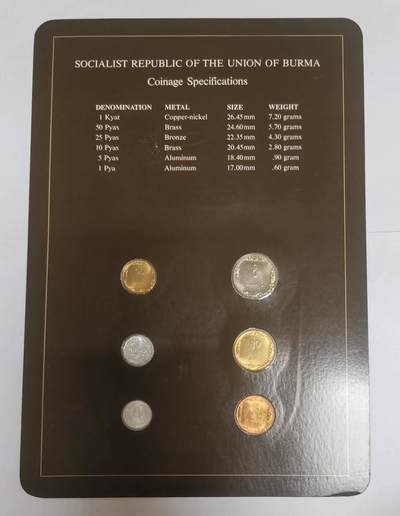 SOCIALIST REPUBLIC OF THE UNION OF BURMA
Coinage Specifications
DENOMINATION METAL SIZE WEIGHT
1 Kyat Copper-nickel 26.45mm 7.20 grams
50 Pyas Brass 24.60mm 5.70 grams
25 Pyas Bronze 22.35mm 4.30 grams
10 Pyas Brass 20.45mm 2.80 grams
5 Pyas Aluminum 18.40mm .90 gram
1 Pya Aluminum 17.00mm .60 gram